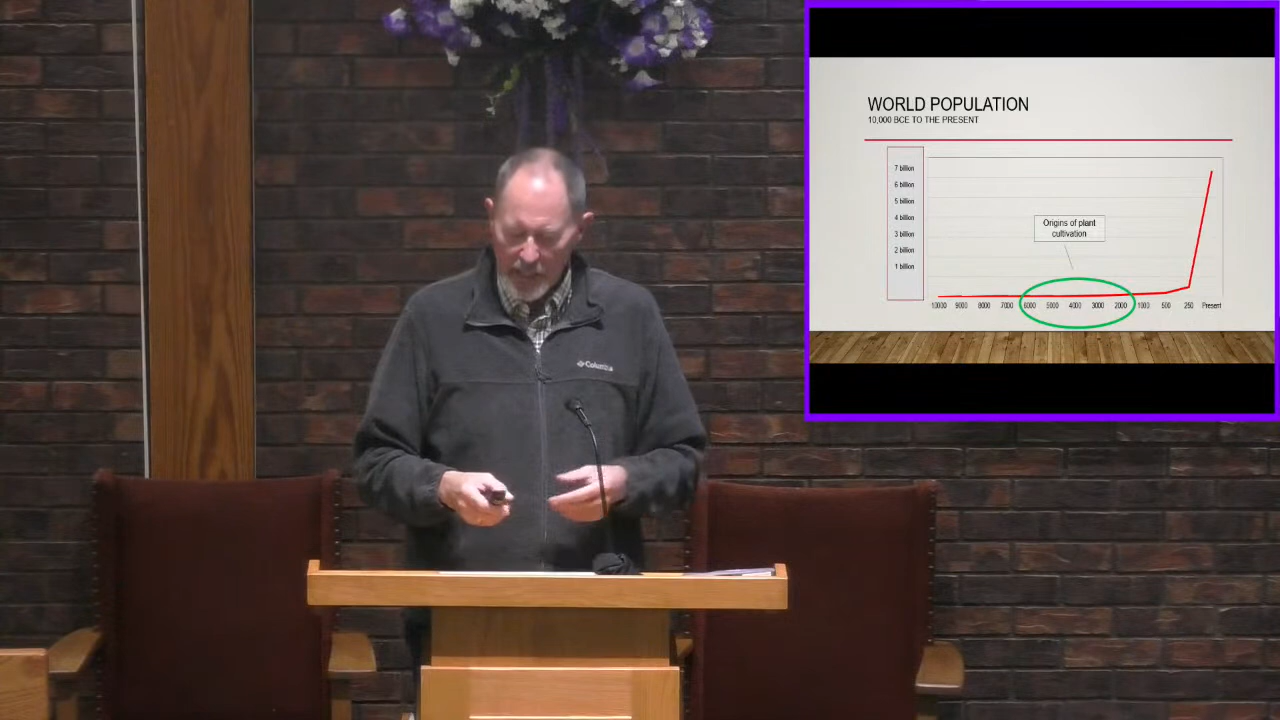 WORLD POPULATION
10,000 BCE TO THE PRESENT
7 billion
6 billion
5 billion
4 billion
3 billion
2 billion
1 billion
Origins of plant
cultivation
10000 9000 8000 7000 6000 5000 4000 3000 2000 1000 500 250 Present
Columbia